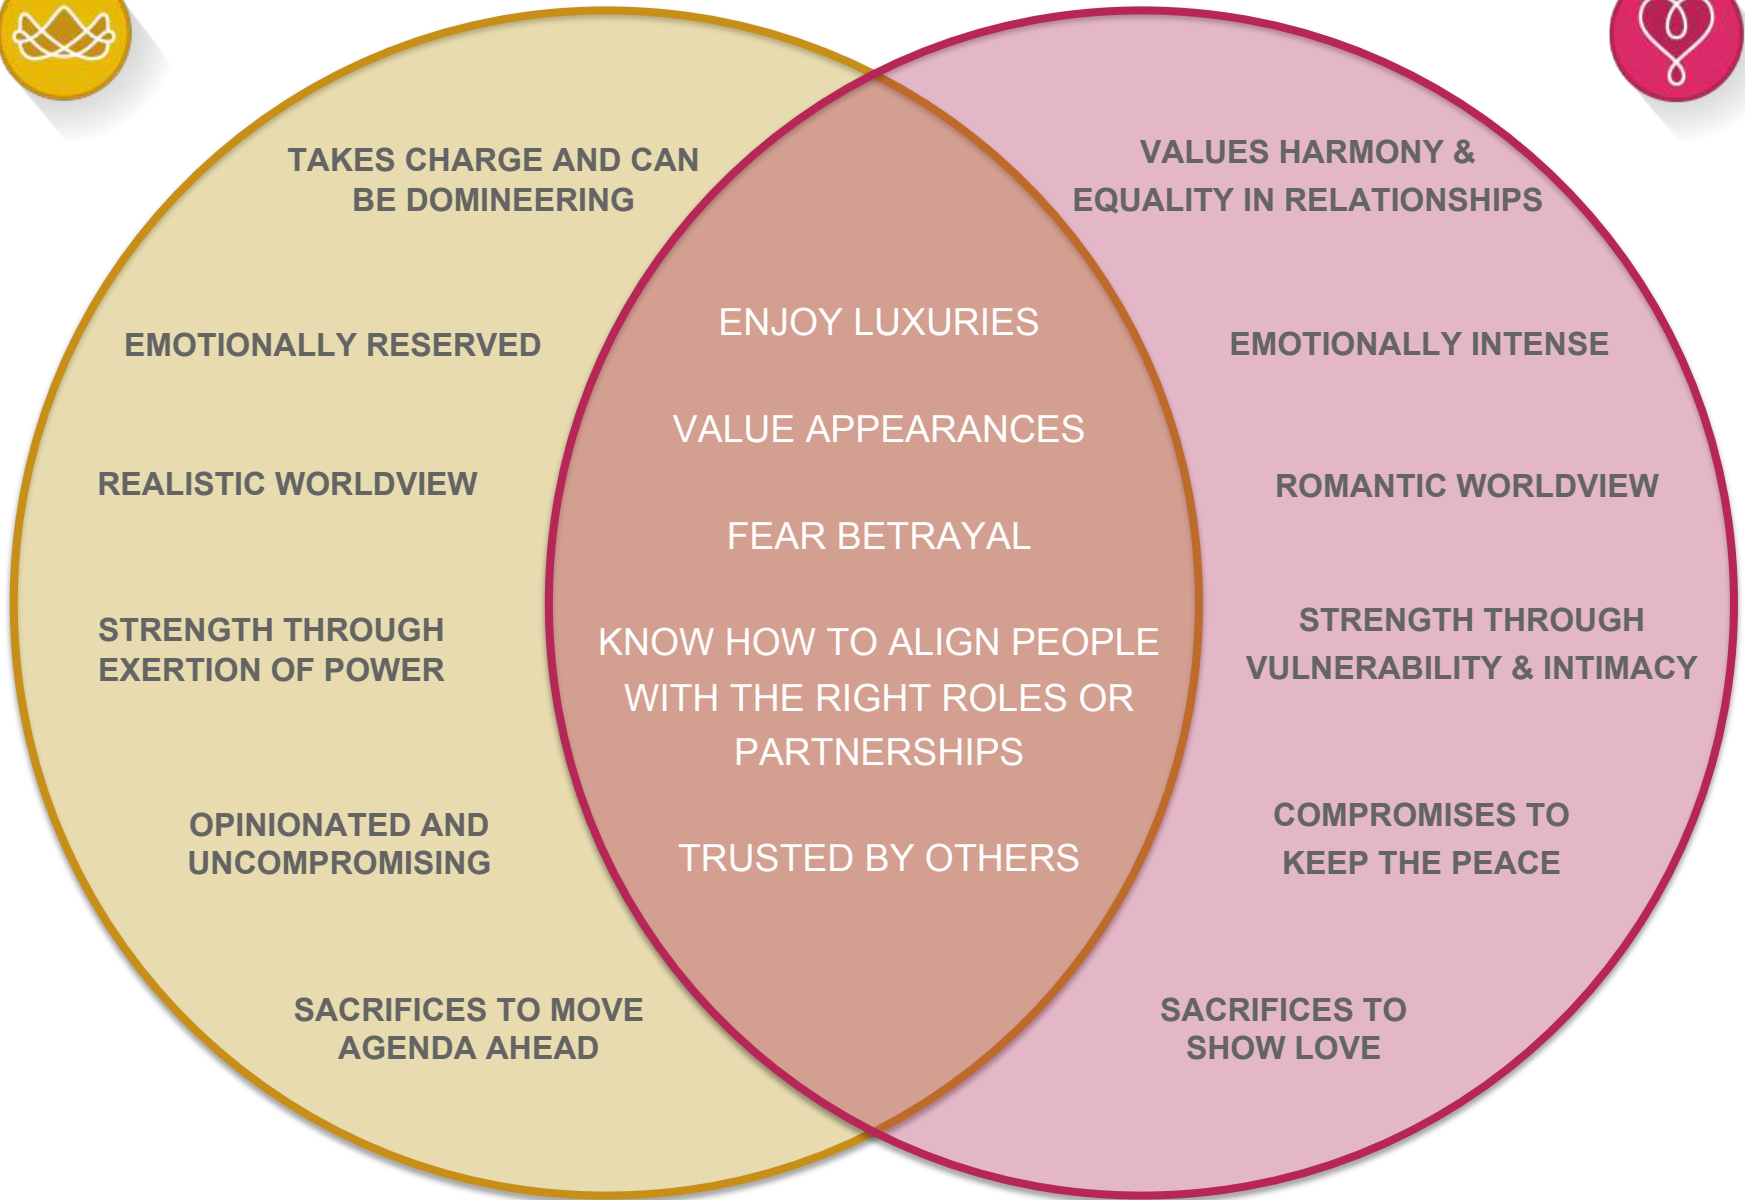 TAKES CHARGE AND CAN
BE DOMINEERING
EMOTIONALLY RESERVED
REALISTIC WORLDVIEW
STRENGTH THROUGH
EXERTION OF POWER
OPINIONATED AND
UNCOMPROMISING
SACRIFICES TO MOVE
AGENDA AHEAD
ENJOY LUXURIES
VALUE APPEARANCES
FEAR BETRAYAL
KNOW HOW TO ALIGN PEOPLE
WITH THE RIGHT ROLES OR
PARTNERSHIPS
TRUSTED BY OTHERS
VALUES HARMONY &
EQUALITY IN RELATIONSHIPS
EMOTIONALLY INTENSE
ROMANTIC WORLDVIEW
STRENGTH THROUGH
VULNERABILITY & INTIMACY
COMPROMISES TO
KEEP THE PEACE
SACRIFICES TO
SHOW LOVE